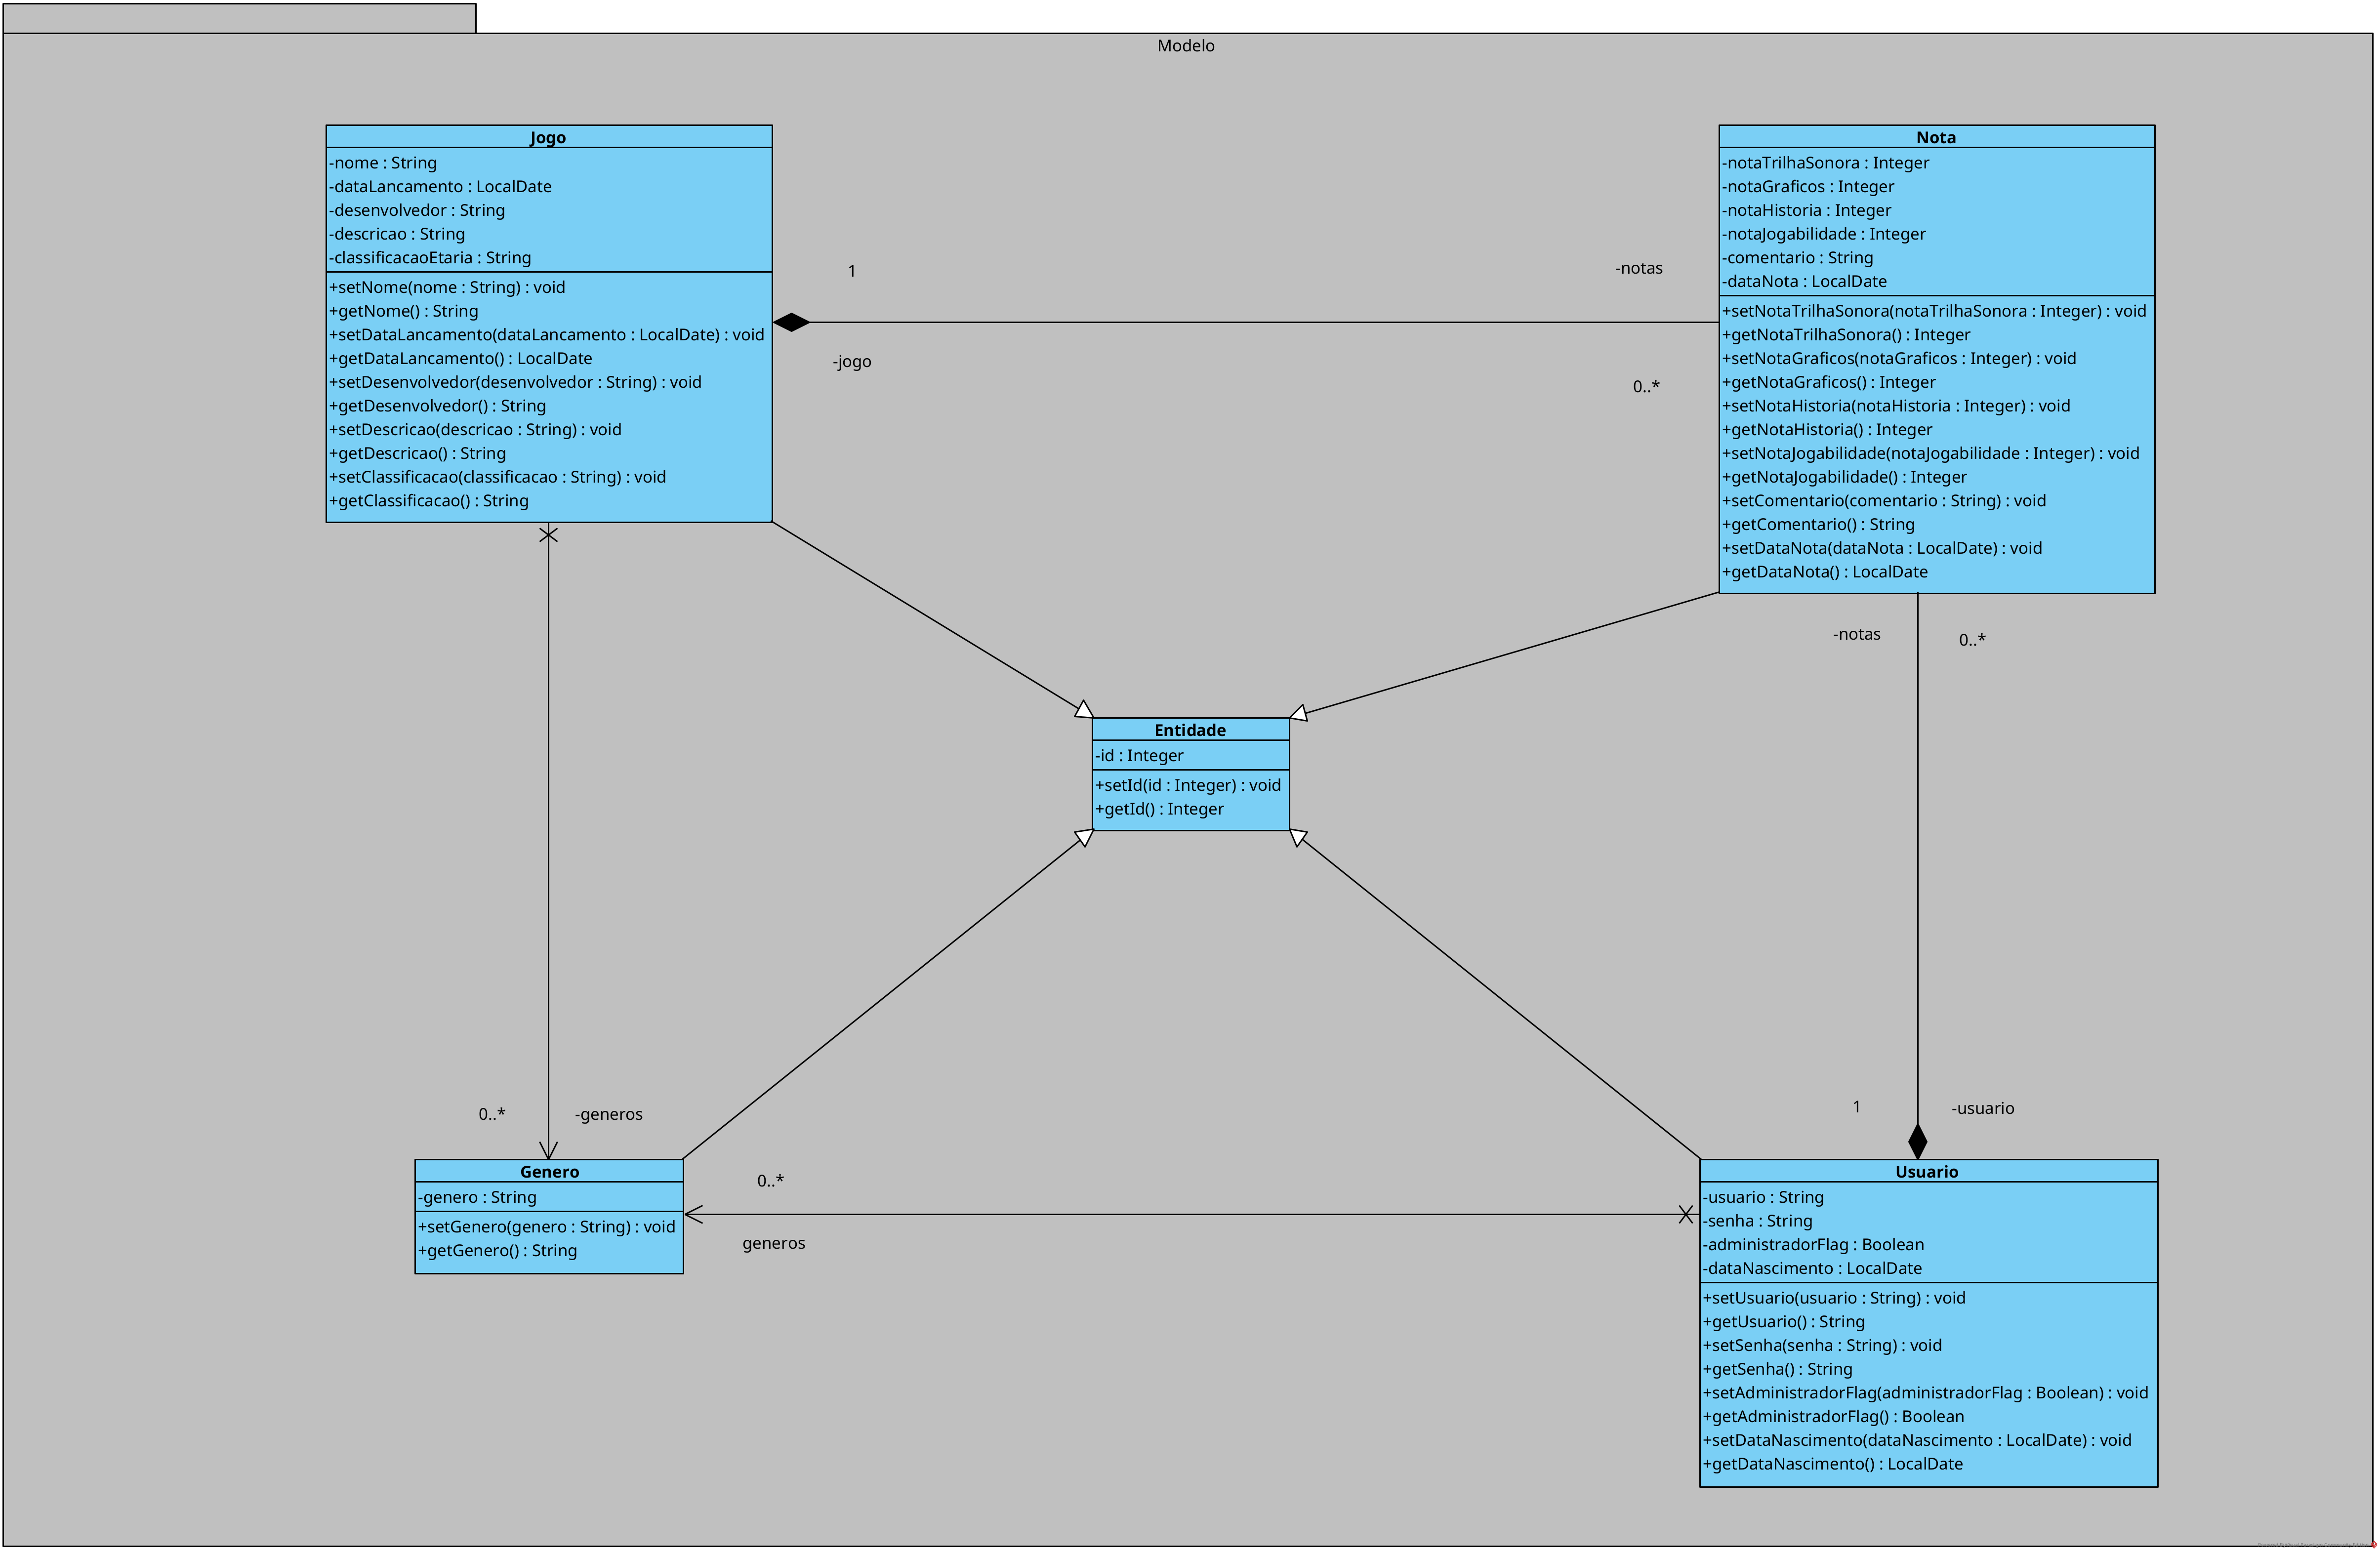 Modelo
Jogo
-nome : String
-dataLancamento : LocalDate
-desenvolvedor : String
-descricao : String
-classificacaoEtaria : String
+setNome(nome : String) : void
+getNome() : String
+setDataLancamento(dataLancamento : LocalDate) : void
+getDataLancamento() : LocalDate
+setDesenvolvedor(desenvolvedor : String) : void
+getDesenvolvedor() : String
+setDescricao(descricao : String) : void
+getDescricao() : String
+setClassificacao(classificacao : String) : void
+getClassificacao() : String
1
-jogo
-notas
0..*
Nota
-notaTrilhaSonora : Integer
-notaGraficos : Integer
-notaHistoria : Integer
-notaJogabilidade : Integer
-comentario : String
-dataNota : LocalDate
+setNotaTrilhaSonora(notaTrilhaSonora : Integer) : void
+getNotaTrilhaSonora() : Integer
+setNotaGraficos(notaGraficos : Integer) : void
+getNotaGraficos() : Integer
+setNotaHistoria(notaHistoria : Integer) : void
+getNotaHistoria() : Integer
+setNotaJogabilidade(notaJogabilidade : Integer) : void
+getNotaJogabilidade() : Integer
+setComentario(comentario : String) : void
+getComentario() : String
+setDataNota(dataNota : LocalDate) : void
+getDataNota() : LocalDate
-notas
0..*
Entidade
-id : Integer
+setId(id : Integer) : void
+getId() : Integer
0..*
-generos
1
-usuario
Genero
-genero : String
+setGenero(genero : String) : void
+getGenero() : String
0..*
generos
Usuario
-usuario : String
-senha : String
-administradorFlag : Boolean
-dataNascimento : LocalDate
+setUsuario(usuario : String) : void
+getUsuario() : String
+setSenha(senha : String) : void
+getSenha() : String
+setAdministradorFlag(administradorFlag : Boolean) : void
+getAdministradorFlag() : Boolean
+setDataNascimento(dataNascimento : LocalDate) : void
+getDataNascimento() : LocalDate